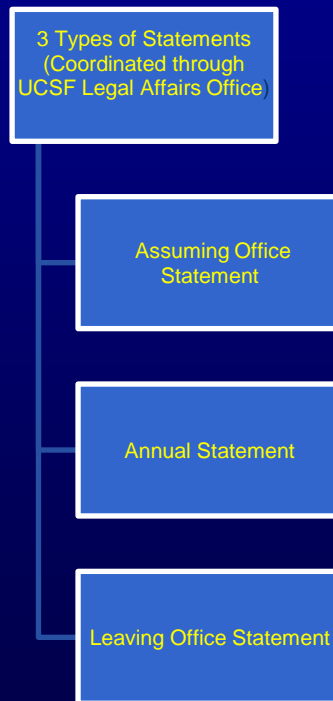 3 Types of Statements
(Coordinated through
UCSF Legal Affairs Office)
Assuming Office
Statement
Annual Statement
Leaving Office Statement